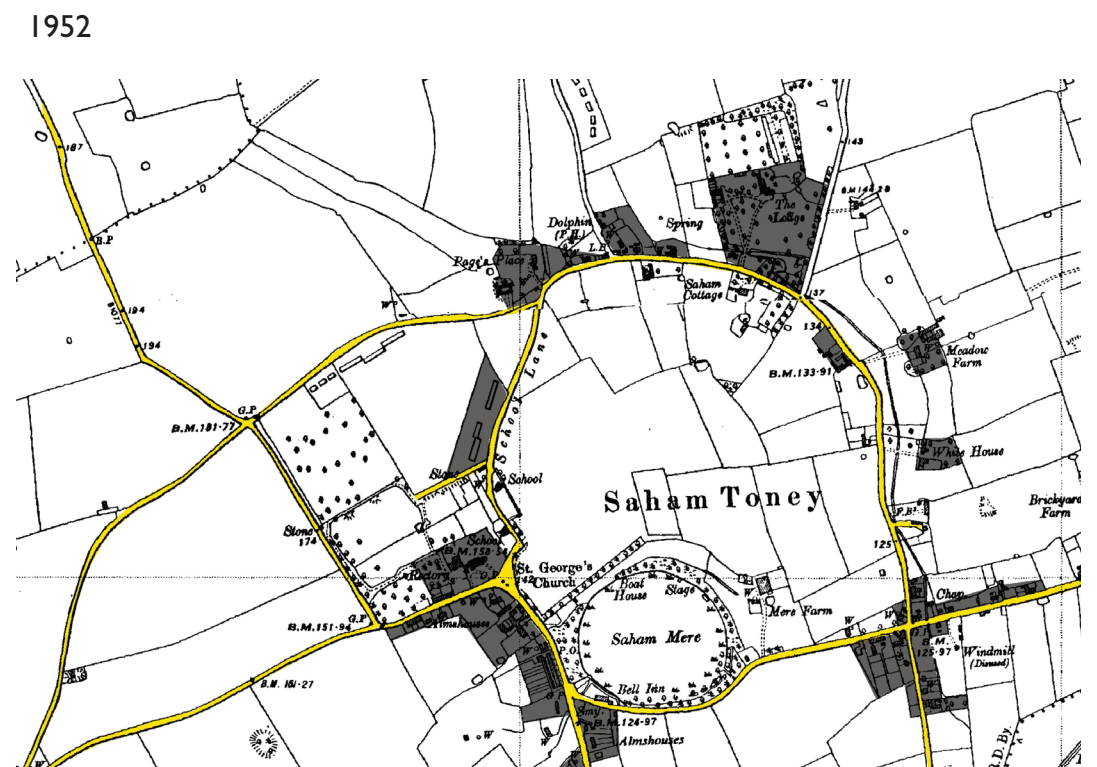 1952
187
B.P
194
194
143
B.M.144.28
The
Lodge
Dolphin
(P.H.)
W
L.B
Spring
Page's Place
Saham
Cottage
137
134
B.M.133.91
Meadow
Farm
W
School Lane
G.P
B.M.181.77
White House
Stone
School
Saham Toney
Brickyard
Farm
F.B.
125
Stone
174
School
B.M.158.54
Rectory
St. George's
Church
142
Boat
House
Stage
W
Mere Farm
Chap
G.P
B.M.151.94
Almshouses
Saham Mere
W
W
G.P
B.M.
125.97
Windmill
(Disused)
P.O.
W
W
B.M.161.27
Bell Inn
Smy.
B.M.124.97
Almshouses
W
W
W
R.D. By.